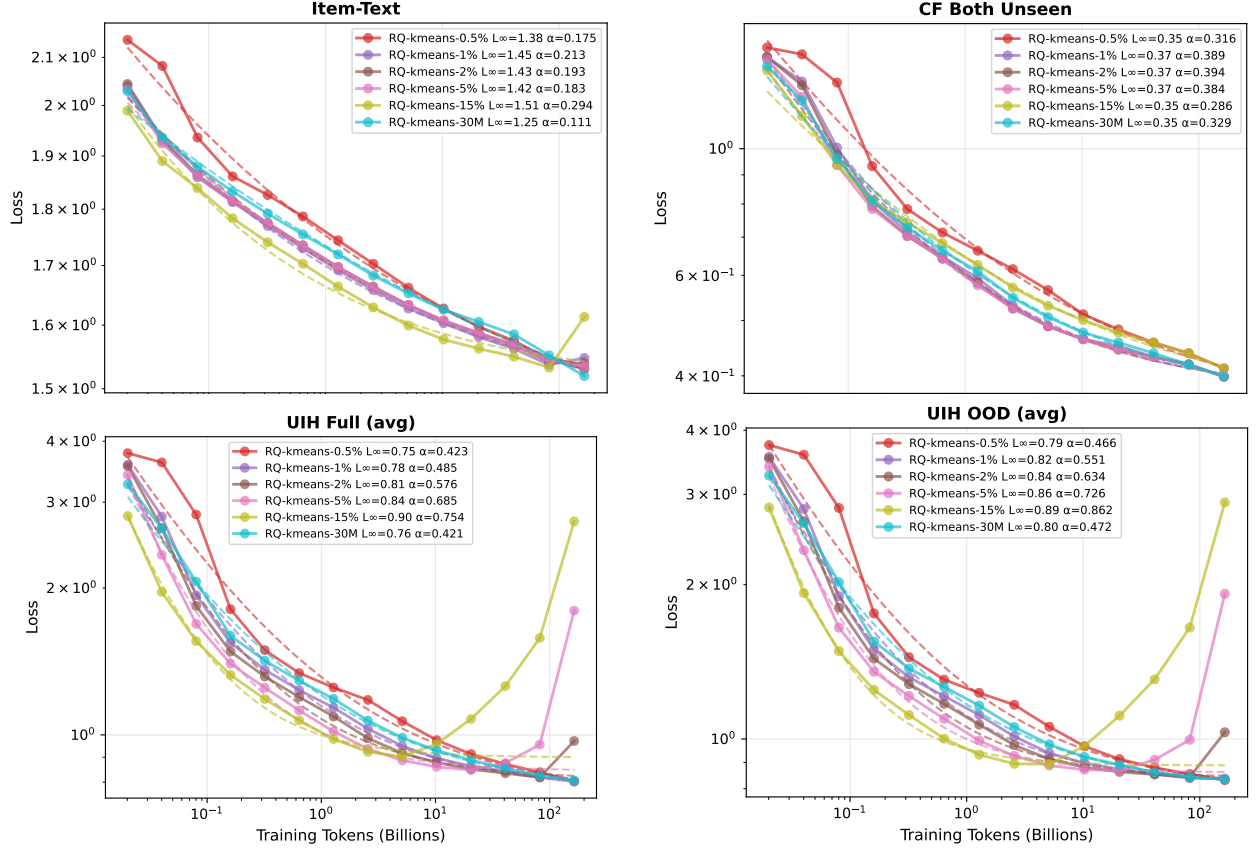 Item-Text
2.1 × 10⁰
2 × 10⁰
1.9 × 10⁰
1.8 × 10⁰
1.7 × 10⁰
1.6 × 10⁰
1.5 × 10⁰
Loss
RQ-kmeans-0.5% L∞=1.38 α=0.175
RQ-kmeans-1% L∞=1.45 α=0.213
RQ-kmeans-2% L∞=1.43 α=0.193
RQ-kmeans-5% L∞=1.42 α=0.183
RQ-kmeans-15% L∞=1.51 α=0.294
RQ-kmeans-30M L∞=1.25 α=0.111
CF Both Unseen
10⁰
6 × 10⁻¹
4 × 10⁻¹
Loss
RQ-kmeans-0.5% L∞=0.35 α=0.316
RQ-kmeans-1% L∞=0.37 α=0.389
RQ-kmeans-2% L∞=0.37 α=0.394
RQ-kmeans-5% L∞=0.37 α=0.384
RQ-kmeans-15% L∞=0.35 α=0.286
RQ-kmeans-30M L∞=0.35 α=0.329
UIH Full (avg)
4 × 10⁰
3 × 10⁰
2 × 10⁰
10⁰
Loss
RQ-kmeans-0.5% L∞=0.75 α=0.423
RQ-kmeans-1% L∞=0.78 α=0.485
RQ-kmeans-2% L∞=0.81 α=0.576
RQ-kmeans-5% L∞=0.84 α=0.685
RQ-kmeans-15% L∞=0.90 α=0.754
RQ-kmeans-30M L∞=0.76 α=0.421
10⁻¹ 10⁰ 10¹ 10²
Training Tokens (Billions)
UIH OOD (avg)
4 × 10⁰
3 × 10⁰
2 × 10⁰
10⁰
Loss
RQ-kmeans-0.5% L∞=0.79 α=0.466
RQ-kmeans-1% L∞=0.82 α=0.551
RQ-kmeans-2% L∞=0.84 α=0.634
RQ-kmeans-5% L∞=0.86 α=0.726
RQ-kmeans-15% L∞=0.89 α=0.862
RQ-kmeans-30M L∞=0.80 α=0.472
10⁻¹ 10⁰ 10¹ 10²
Training Tokens (Billions)